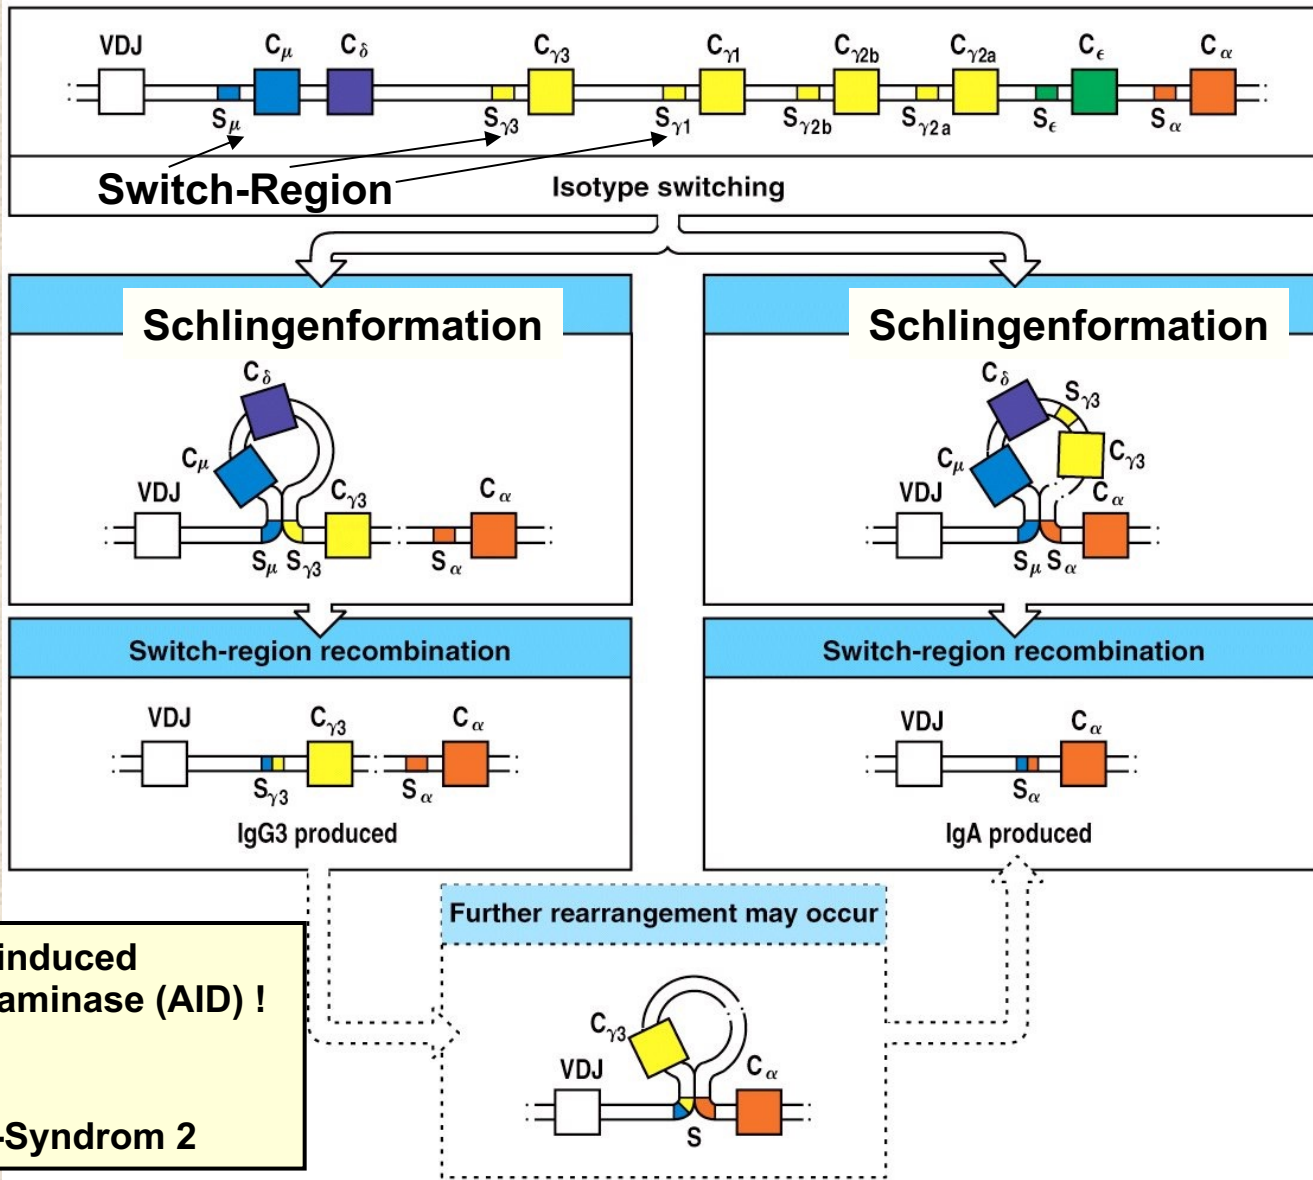 VDJ Cμ Cδ Cγ3 Cγ1 Cγ2b Cγ2a Cϵ Cα
Sμ Sγ3 Sγ1 Sγ2b Sγ2a Sϵ Sα
Switch-Region
Isotype switching
Schlingenformation
Cδ
Cμ
VDJ Cγ3 Cα
Sμ Sγ3 Sα
Switch-region recombination
VDJ Cγ3 Cα
Sγ3 Sα
IgG3 produced
Schlingenformation
Cδ Sγ3
Cμ Cγ3
VDJ Cα
Sμ Sα
Switch-region recombination
VDJ Cα
Sα
IgA produced
Further rearrangement may occur
Cγ3
VDJ Cα
S
induced
aminase (AID) !
-Syndrom 2